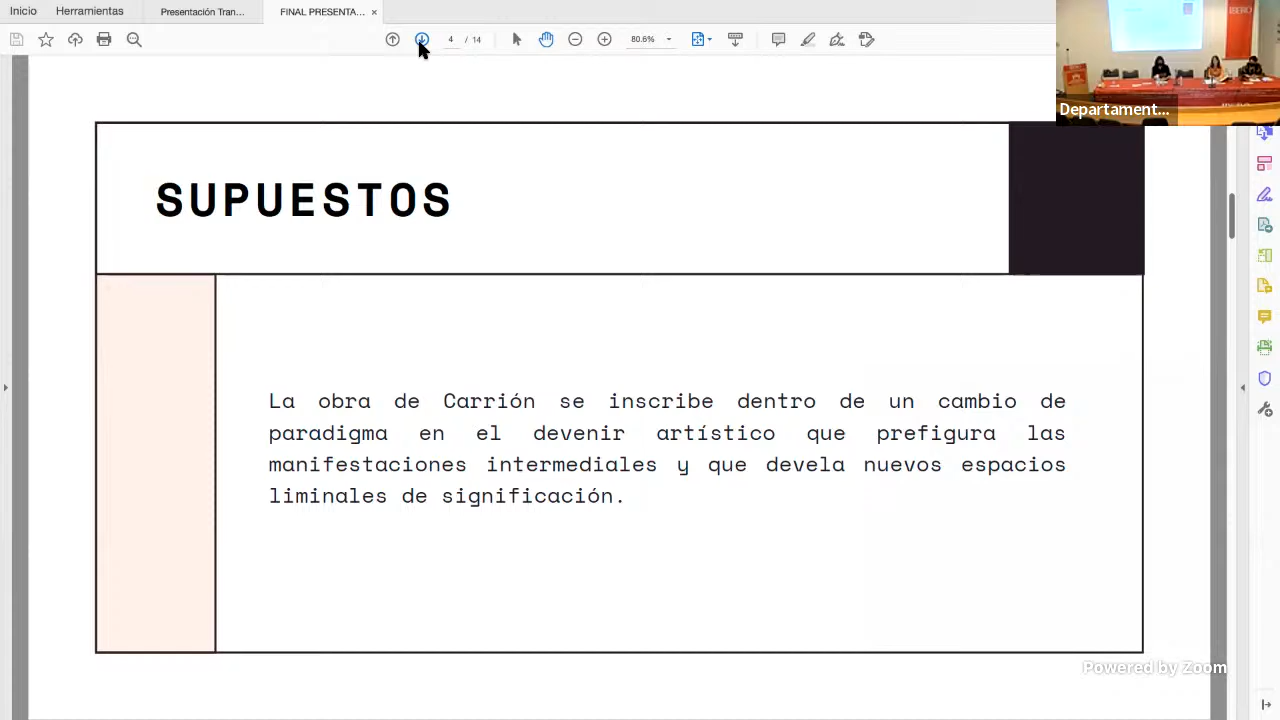 Inicio
Herramientas
Presentación Tran...
FINAL PRESENTA... ×
4 / 14
80.6%
IBERO
Departament...
SUPUESTOS
La obra de Carrión se inscribe dentro de un cambio de
paradigma en el devenir artístico que prefigura las
manifestaciones intermediales y que devela nuevos espacios
liminales de significación.
Powered by Zoom